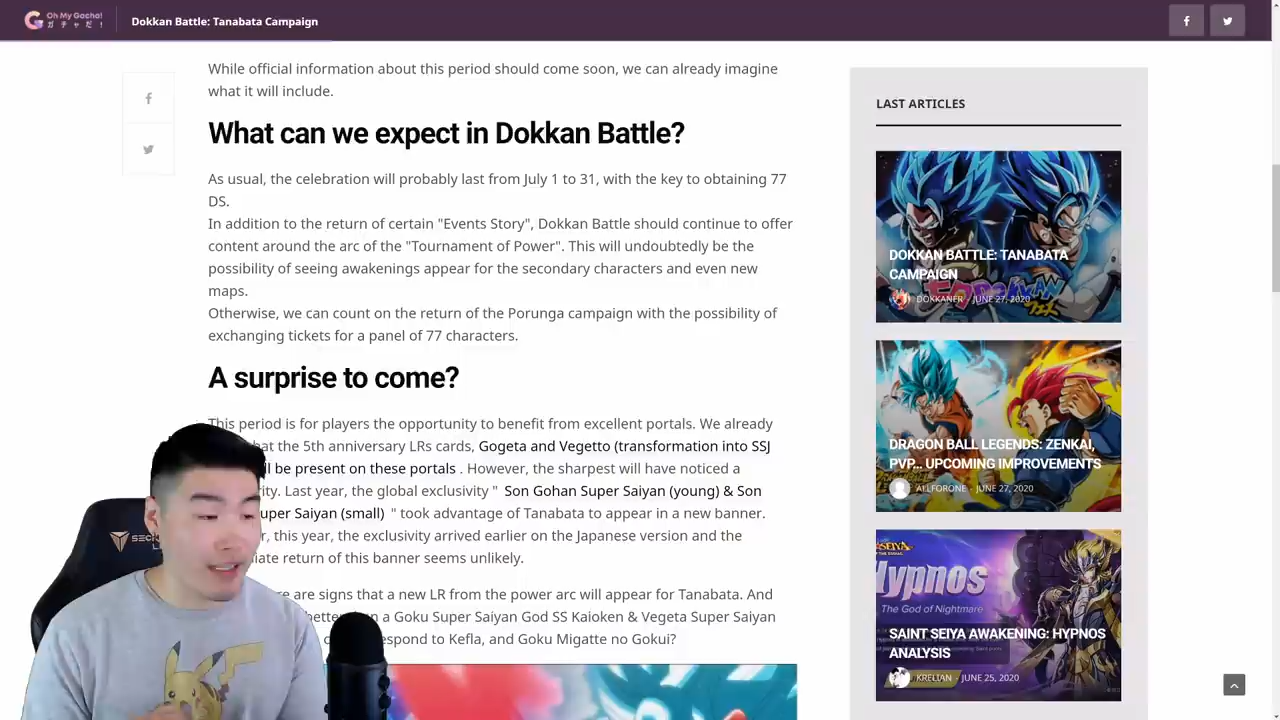 Oh My Gacha!
ガチャだ!
Dokkan Battle: Tanabata Campaign
While official information about this period should come soon, we can already imagine
what it will include.
What can we expect in Dokkan Battle?
As usual, the celebration will probably last from July 1 to 31, with the key to obtaining 77
DS.
In addition to the return of certain "Events Story", Dokkan Battle should continue to offer
content around the arc of the "Tournament of Power". This will undoubtedly be the
possibility of seeing awakenings appear for the secondary characters and even new
maps.
Otherwise, we can count on the return of the Porunga campaign with the possibility of
exchanging tickets for a panel of 77 characters.
A surprise to come?
This period is for players the opportunity to benefit from excellent portals. We already
hat the 5th anniversary LRs cards, Gogeta and Vegetto (transformation into SSJ
ll be present on these portals . However, the sharpest will have noticed a
rity. Last year, the global exclusivity " Son Gohan Super Saiyan (young) & Son
uper Saiyan (small) " took advantage of Tanabata to appear in a new banner.
r, this year, the exclusivity arrived earlier on the Japanese version and the
iate return of this banner seems unlikely.
re are signs that a new LR from the power arc will appear for Tanabata. And
bette a Goku Super Saiyan God SS Kaioken & Vegeta Super Saiyan
spond to Kefla, and Goku Migatte no Gokui?
LAST ARTICLES
DOKKAN BATTLE: TANABATA
CAMPAIGN
DOKKANER - JUNE 27, 2020
DRAGON BALL LEGENDS: ZENKAI,
PVP... UPCOMING IMPROVEMENTS
ALLFORONE - JUNE 27, 2020
Hypnos
The God of Nightmare
SAINT SEIYA AWAKENING: HYPNOS
ANALYSIS
KRELIAN - JUNE 25, 2020